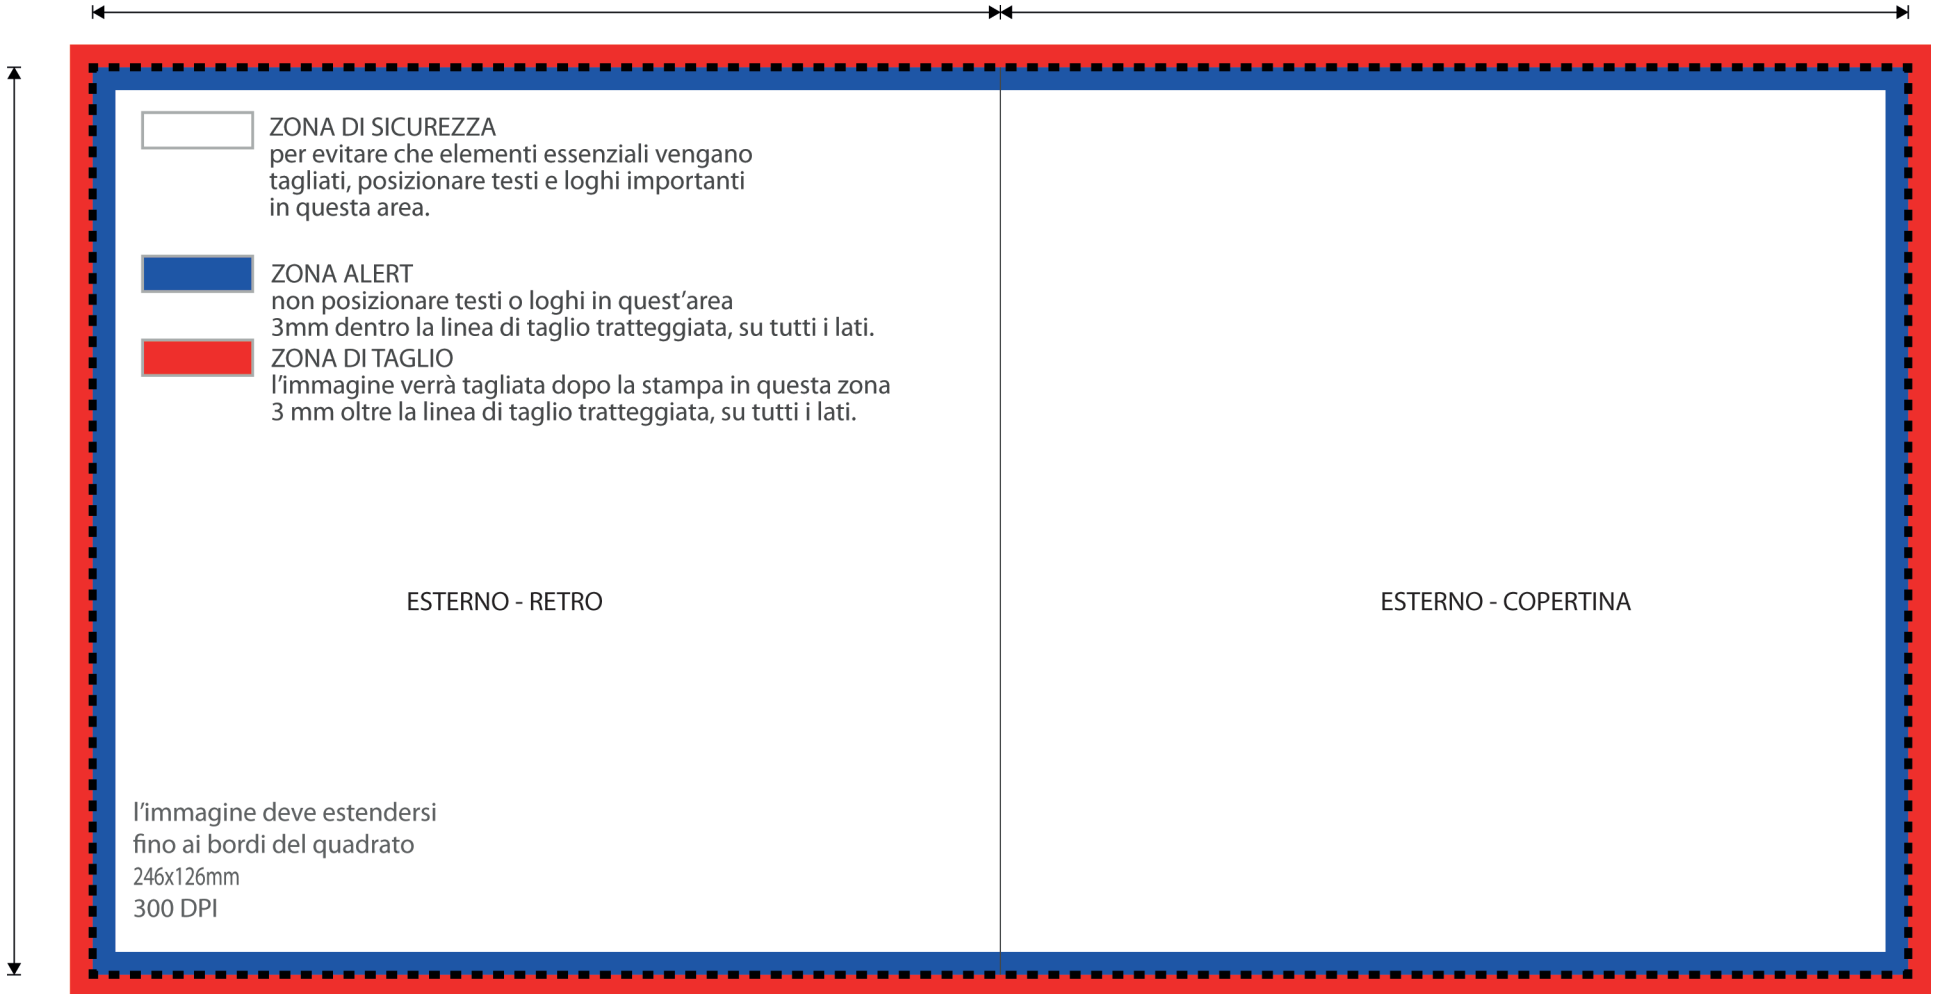 ZONA DI SICUREZZA
per evitare che elementi essenziali vengano
tagliati, posizionare testi e loghi importanti
in questa area.
ZONA ALERT
non posizionare testi o loghi in quest'area
3mm dentro la linea di taglio tratteggiata, su tutti i lati.
ZONA DI TAGLIO
l'immagine verrà tagliata dopo la stampa in questa zona
3 mm oltre la linea di taglio tratteggiata, su tutti i lati.
ESTERNO - RETRO
ESTERNO - COPERTINA
l'immagine deve estendersi
fino ai bordi del quadrato
246x126mm
300 DPI